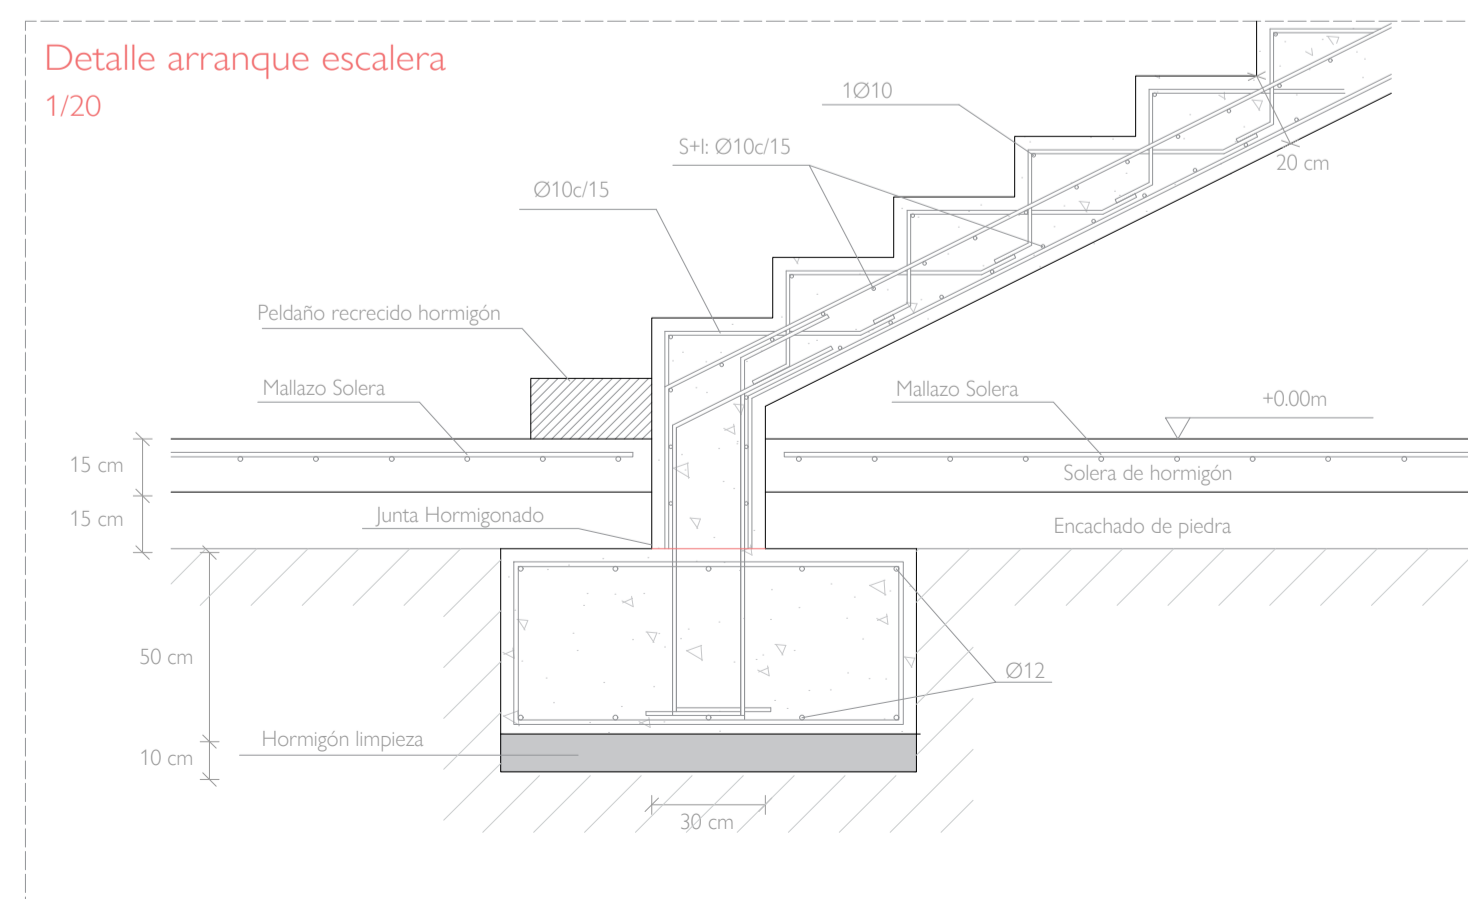 Detalle arranque escalera
1/20
1Ø10
S+I: Ø10c/15
20 cm
Ø10c/15
Peldaño recrecido hormigón
Mallazo Solera
Mallazo Solera
+0.00m
15 cm
Solera de hormigón
15 cm
Junta Hormigonado
Encachado de piedra
50 cm
Ø12
Hormigón limpieza
10 cm
30 cm